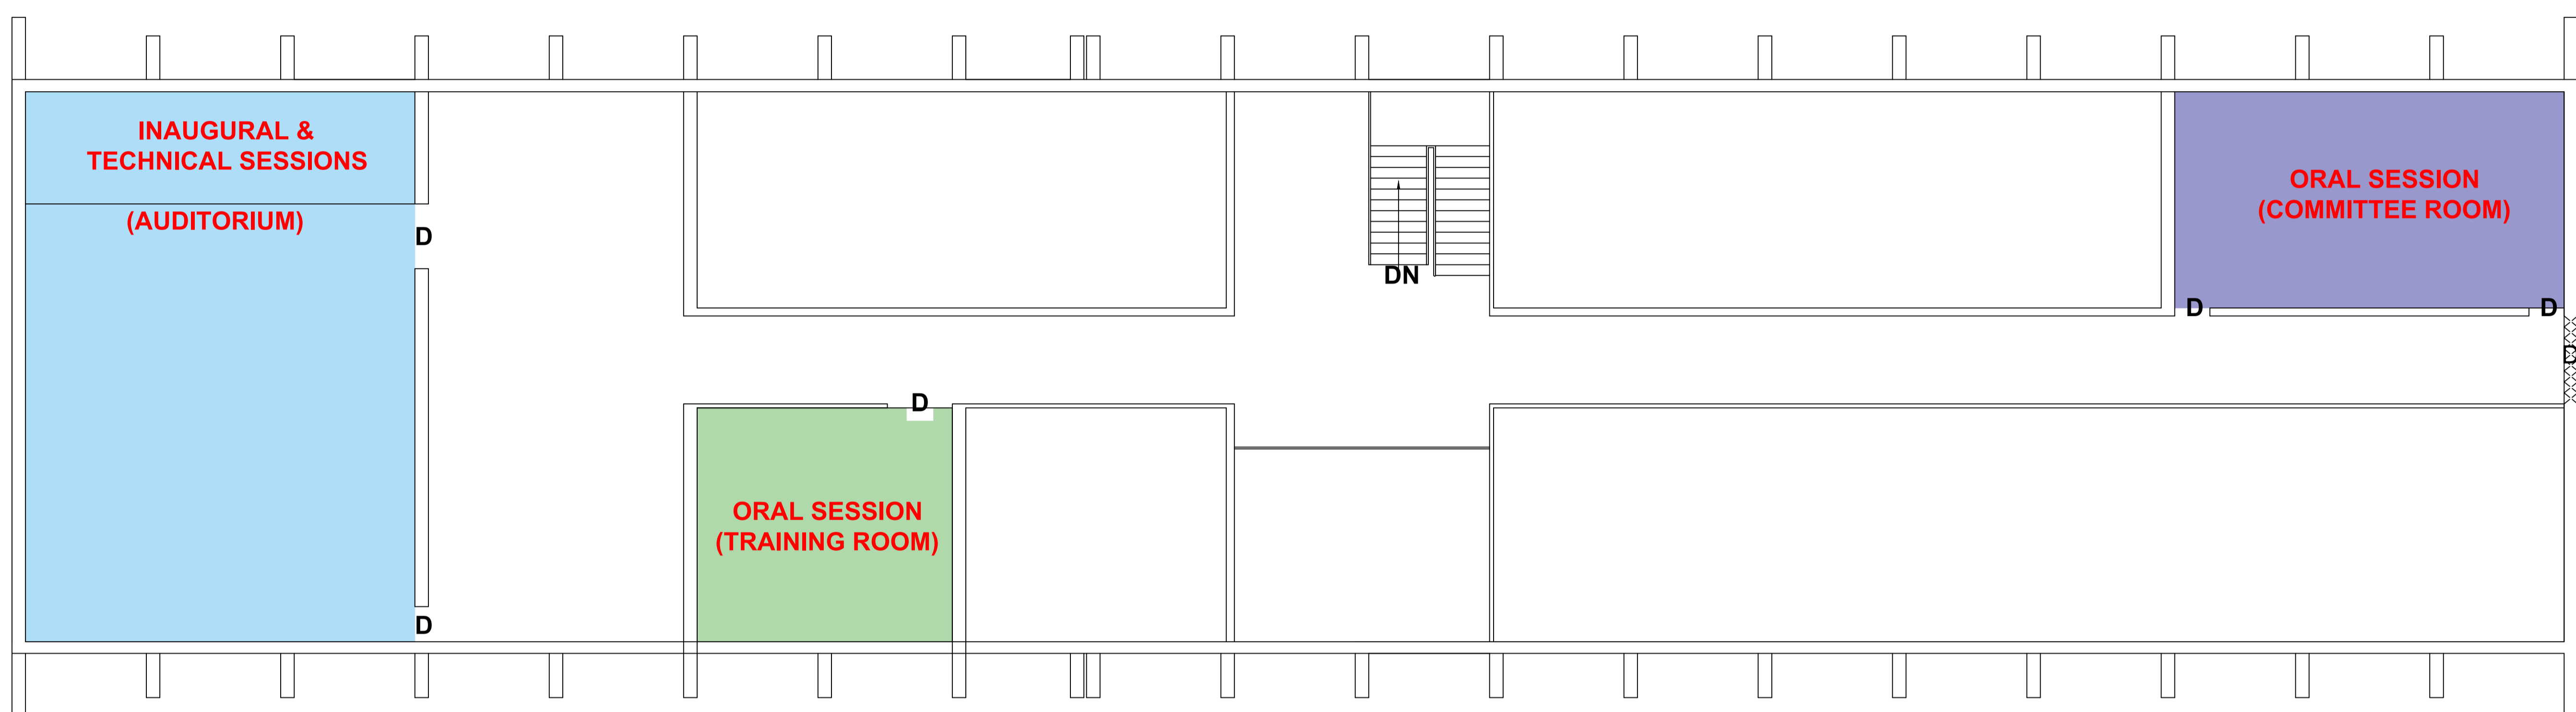 INAUGURAL &
TECHNICAL SESSIONS
(AUDITORIUM)
D
D
ORAL SESSION
(TRAINING ROOM)
D
DN
ORAL SESSION
(COMMITTEE ROOM)
D
D
D